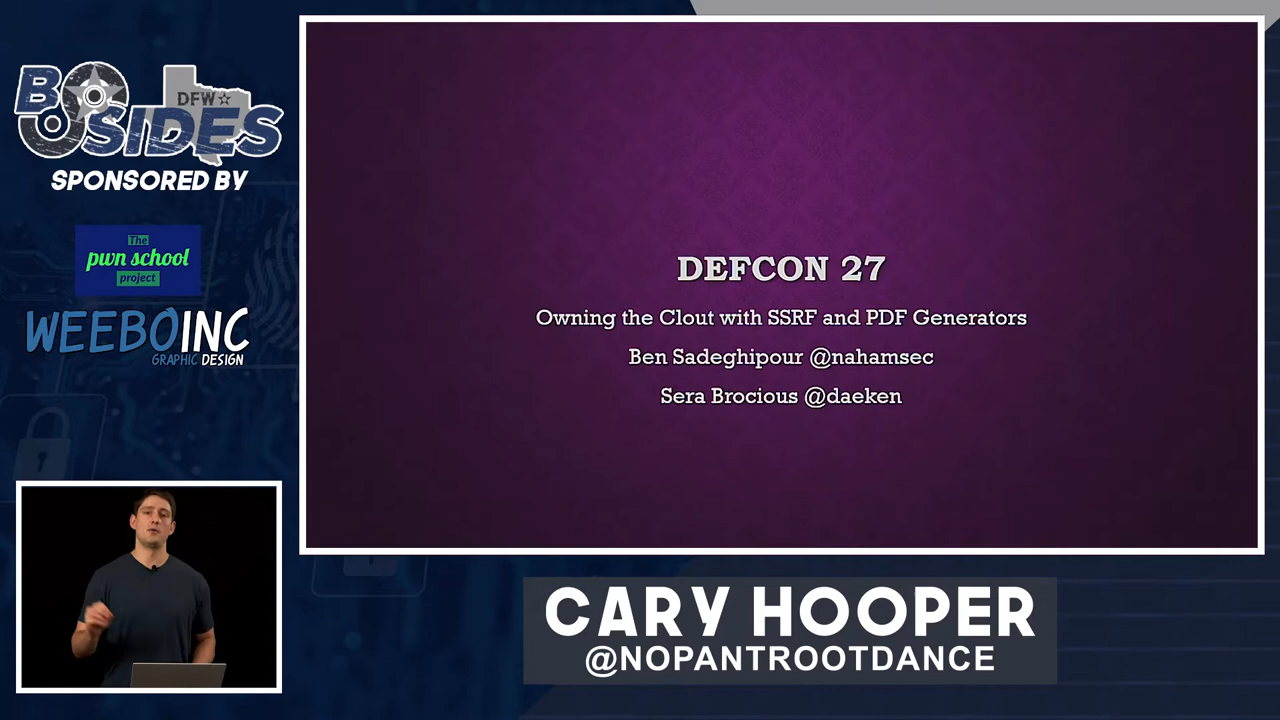 BSIDES
DFW
SPONSORED BY
The
pwn school
project
WEEBOINC
GRAPHIC DESIGN
DEFCON 27
Owning the Clout with SSRF and PDF Generators
Ben Sadeghipour @nahamsec
Sera Brocious @daeken
CARY HOOPER
@NOPANTROOTDANCE